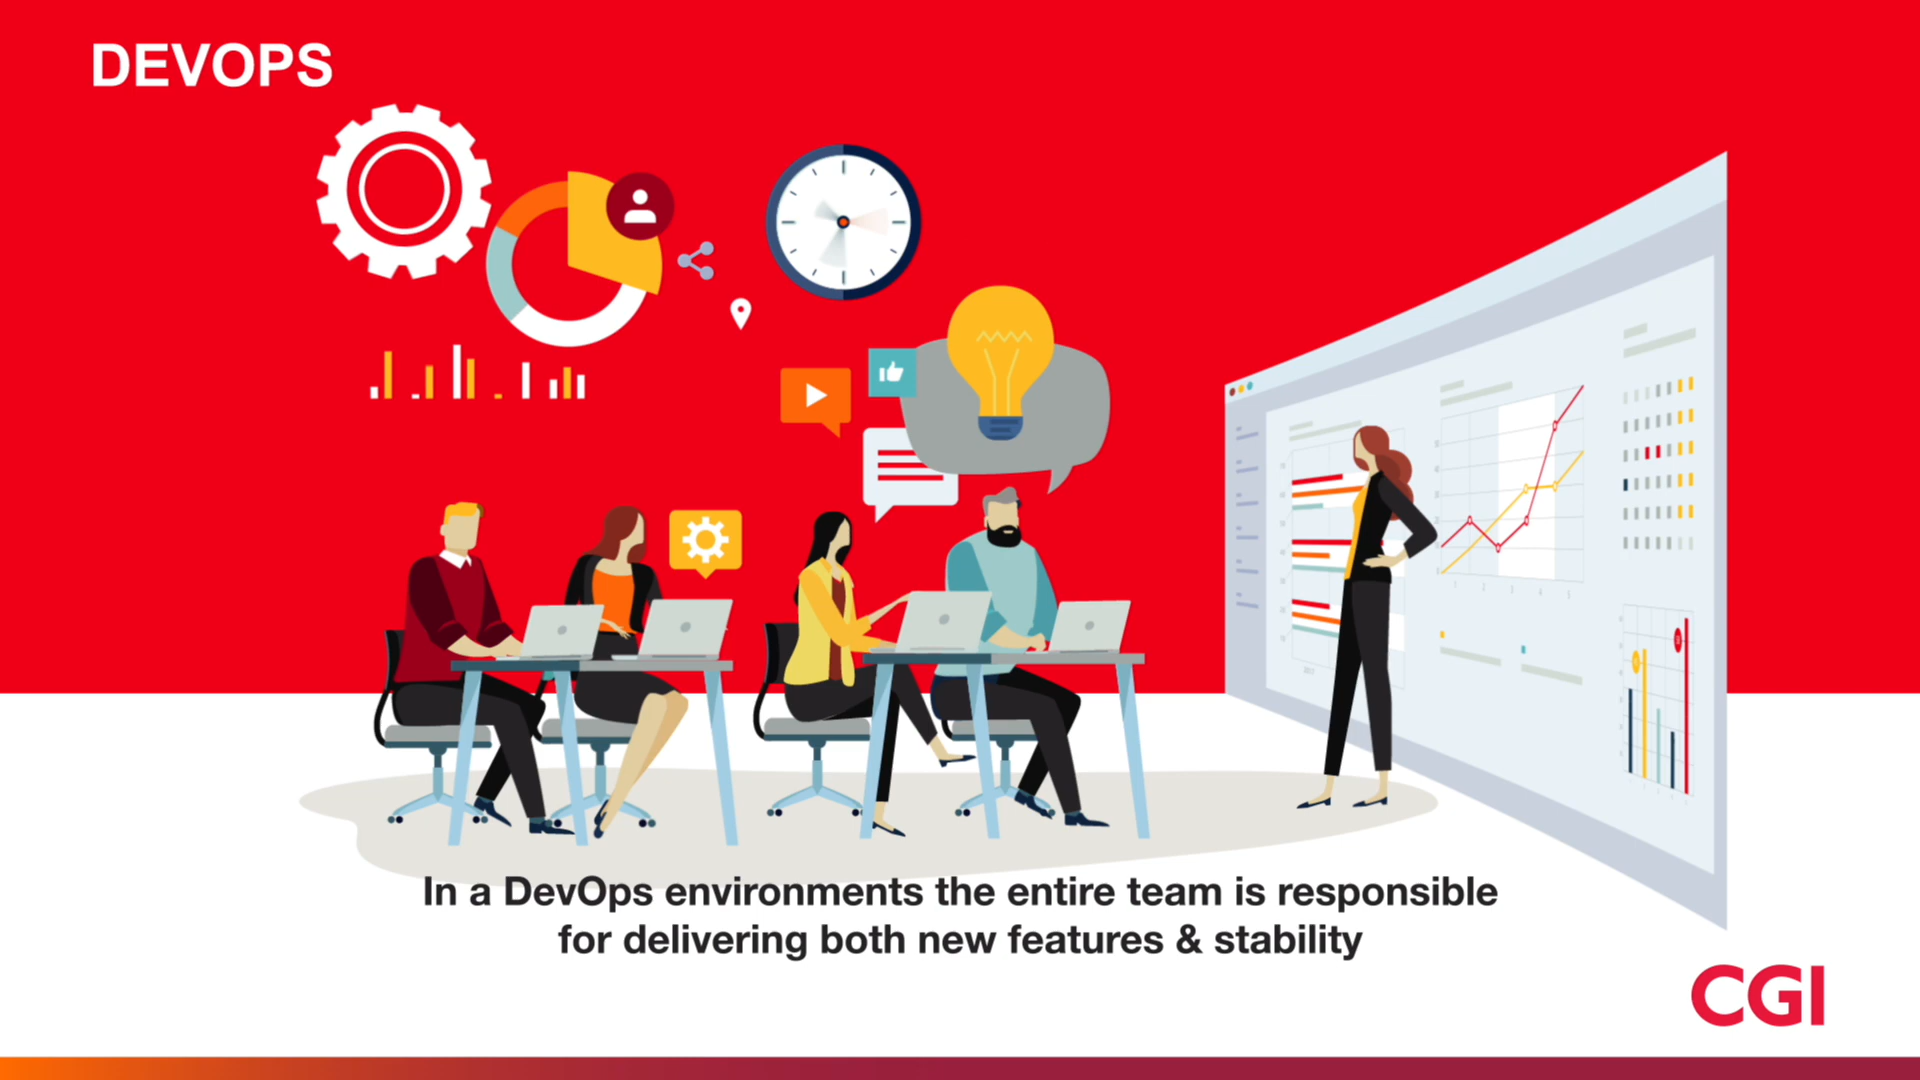 DEVOPS
In a DevOps environments the entire team is responsible
for delivering both new features & stability
CGI